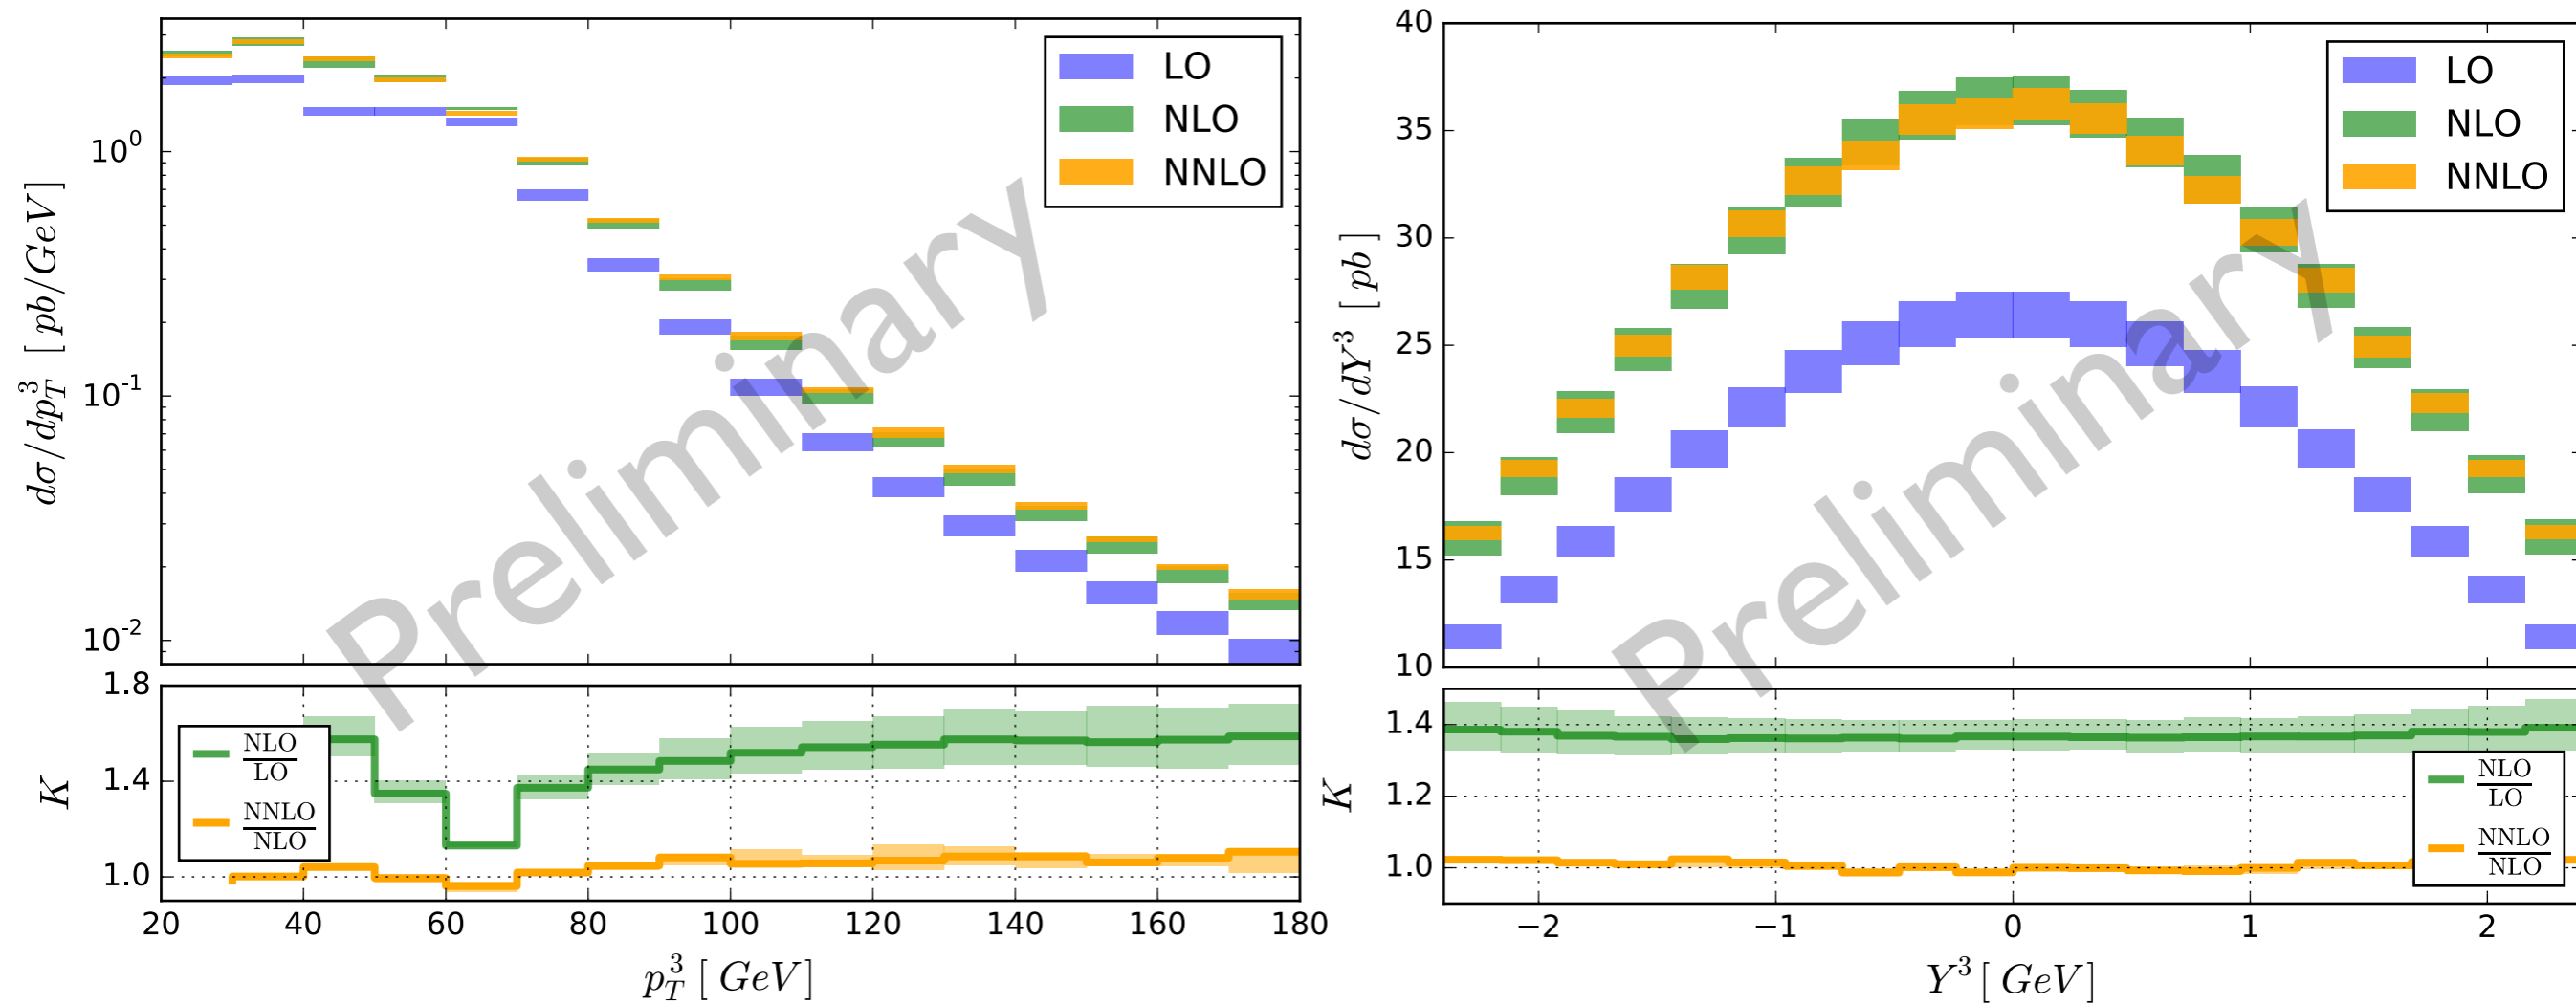 LO
NLO
NNLO
10^0
10^-1
10^-2
dσ/dp_T^3 [ pb/GeV ]
Preliminary
1.8
1.4
1.0
K
NLO/LO
NNLO/NLO
20 40 60 80 100 120 140 160 180
p_T^3 [ GeV ]
40
35
30
25
20
15
10
dσ/dY^3 [ pb ]
LO
NLO
NNLO
Preliminary
1.4
1.2
1.0
K
NLO/LO
NNLO/NLO
−2 −1 0 1 2
Y^3 [ GeV ]